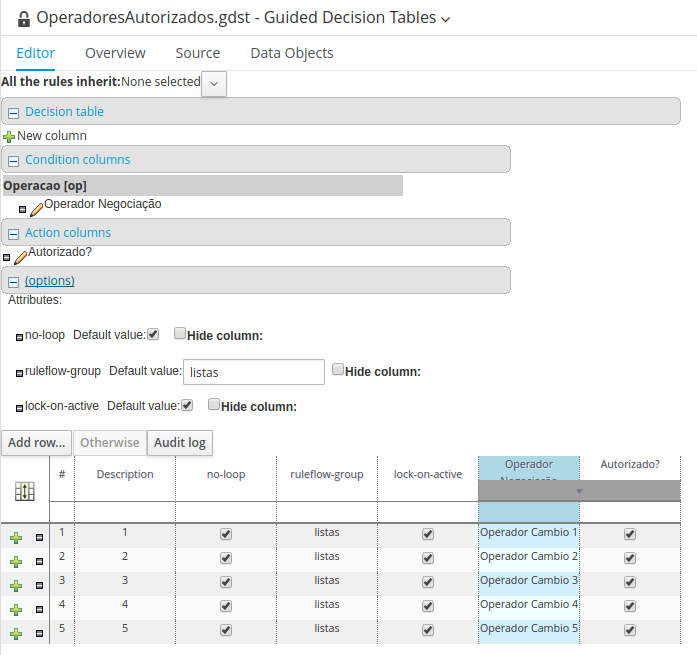 OperadoresAutorizados.gdst - Guided Decision Tables
Editor Overview Source Data Objects
All the rules inherit:None selected
Decision table
New column
Condition columns
Operacao [op]
Operador Negociação
Action columns
Autorizado?
(options)
Attributes:
no-loop Default value: Hide column:
ruleflow-group Default value: listas Hide column:
lock-on-active Default value: Hide column:
Add row... Otherwise Audit log
# Description no-loop ruleflow-group lock-on-active Operador Negociação Autorizado?
1 1 listas Operador Cambio 1
2 2 listas Operador Cambio 2
3 3 listas Operador Cambio 3
4 4 listas Operador Cambio 4
5 5 listas Operador Cambio 5